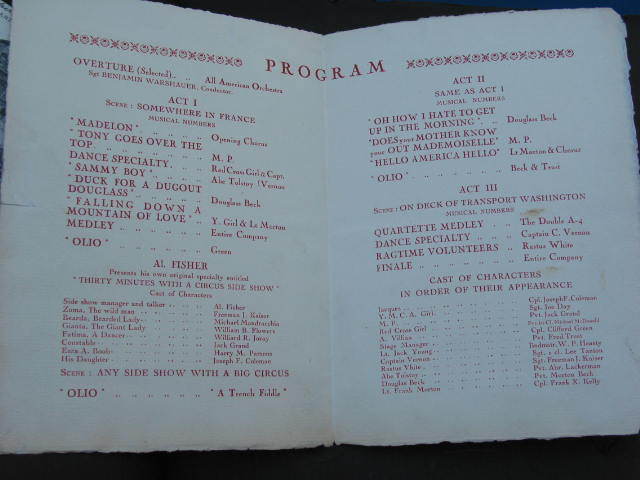 PROGRAM
OVERTURE (Selected).. .. All American Orchestra
Sgt BENJAMIN WARSHAUER, Conductor.
ACT I
SCENE: SOMEWHERE IN FRANCE
MUSICAL NUMBERS
"MADELON" .. .. .. .. .. Opening Chorus
"TONY GOES OVER THE
TOP. .. .. .. .. .. .. M. P.
DANCE SPECIALTY. .. .. Red Cross Girl & Capt.
"SAMMY BOY" .. .. .. .. Abe Tolstoy (Vernon
"DUCK FOR A DUGOUT
DOUGLASS" .. .. .. .. Douglass Beck
"FALLING DOWN A
MOUNTAIN OF LOVE" .. .. Y. Girl & Lt Morton
MEDLEY .. .. .. .. .. Entire Company
"OLIO" .. .. .. .. .. .. Green
AL. FISHER
Presents his own original specialty entitled
"THIRTY MINUTES WITH A CIRCUS SIDE SHOW"
Cast of Characters
Side show manager and talker .. .. Al. Fisher
Zoma, The wild man .. .. .. .. Freeman J. Kaiser
Bearda, Bearded Lady .. .. .. Michael Mandrarchia
Gianta, The Giant Lady .. .. .. William B. Flowers
Fatima, A Dancer .. .. .. .. Williard R. Joray
Constable .. .. .. .. .. .. Jack Grand
Ezra A. Boob .. .. .. .. .. Harry M. Parsons
His Daughter .. .. .. .. .. Joseph F. Coleman
SCENE: ANY SIDE SHOW WITH A BIG CIRCUS
"OLIO" .. .. .. .. .. "A Trench Fiddle"
ACT II
SAME AS ACT I
MUSICAL NUMBERS
"OH HOW I HATE TO GET
UP IN THE MORNING". .. Douglass Beck
"DOES your MOTHER KNOW
your OUT MADEMOISELLE" .. M. P.
"HELLO AMERICA HELLO" Lt Morton & Chorus
"OLIO" .. .. .. .. .. Beck & Trust
ACT III
SCENE: ON DECK OF TRANSPORT WASHINGTON
MUSICAL NUMBERS
QUARTETTE MEDLEY .. .. The Double A-4
DANCE SPECIALTY .. .. Captain C. Vernon
RAGTIME VOLUNTEERS .. Rastus White
FINALE .. .. .. .. .. Entire Company
CAST OF CHARACTERS
IN ORDER OF THEIR APPEARANCE
Jacques .. .. .. .. .. Cpl. Joseph F. Coleman
Y. M. C. A. Girl .. .. .. Sgt. Joe Day
M. P. .. .. .. .. .. Pvt. Jack Grand
Red Cross Girl .. .. .. Michael
A. Villian .. .. .. .. Cpl. Clifford Green
Stage Manager .. .. .. Pvt. Fred Trust
Lt. Jack Young .. .. .. W. P. Heasty
Captain Vernon .. .. .. Sgt. 1 cl. Lee Tanton
Rastus White .. .. .. Sgt. Freeman J. Kaiser
Abe Tolstoy .. .. .. .. Pvt. Abr. Lackerman
Douglas Beck .. .. .. Pvt. Morton Beck
Lt. Frank Morton .. .. .. Cpl. Frank X. Kelly